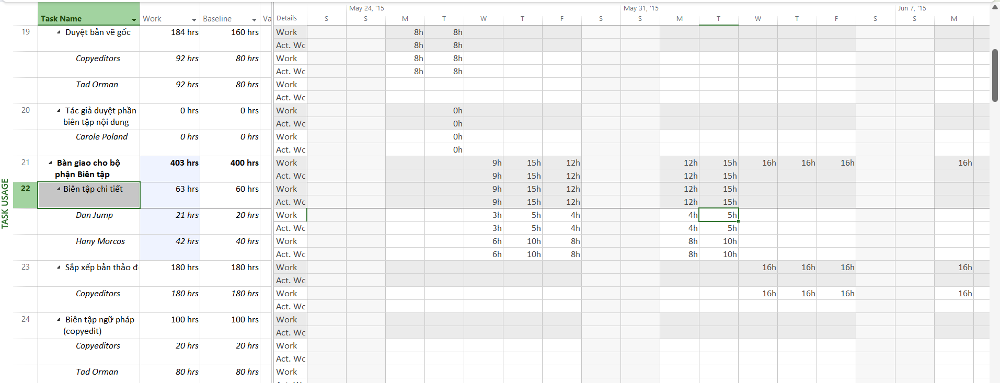 May 24, '15 May 31, '15 Jun 7, '15
Task Name Work Baseline Va Details S S M T W T F S S M T W T F S S M
19 Duyệt bản vẽ gốc 184 hrs 160 hrs Work 8h 8h
Act. Wc 8h 8h
Copyeditors 92 hrs 80 hrs Work 8h 8h
Act. Wc 8h 8h
Tad Orman 92 hrs 80 hrs Work
Act. Wc
20 Tác giả duyệt phần 0 hrs 0 hrs Work 0h
biên tập nội dung Act. Wc 0h
Carole Poland 0 hrs 0 hrs Work 0h
Act. Wc 0h
21 Bàn giao cho bộ 403 hrs 400 hrs Work 9h 15h 12h 12h 15h 16h 16h 16h 16h
phận Biên tập Act. Wc 9h 15h 12h 12h 15h
22 Biên tập chi tiết 63 hrs 60 hrs Work 9h 15h 12h 12h 15h
Act. Wc 9h 15h 12h 12h 15h
Dan Jump 21 hrs 20 hrs Work 3h 5h 4h 4h 5h
Act. Wc 3h 5h 4h 4h 5h
Hany Morcos 42 hrs 40 hrs Work 6h 10h 8h 8h 10h
Act. Wc 6h 10h 8h 8h 10h
23 Sắp xếp bản thảo đ 180 hrs 180 hrs Work 16h 16h 16h 16h
Act. Wc
Copyeditors 180 hrs 180 hrs Work 16h 16h 16h 16h
Act. Wc
24 Biên tập ngữ pháp 100 hrs 100 hrs Work
(copyedit) Act. Wc
Copyeditors 20 hrs 20 hrs Work
Act. Wc
Tad Orman 80 hrs 80 hrs Work
TASK USAGE